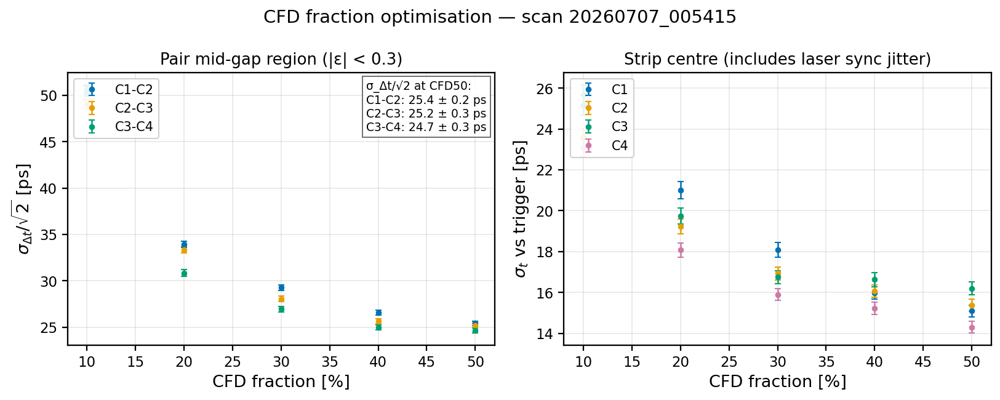 CFD fraction optimisation — scan 20260707_005415
Pair mid-gap region (|ε| < 0.3)
C1-C2
C2-C3
C3-C4
σ_Δt/√2 at CFD50:
C1-C2: 25.4 ± 0.2 ps
C2-C3: 25.2 ± 0.3 ps
C3-C4: 24.7 ± 0.3 ps
50
45
40
35
30
25
σΔt/√2 [ps]
10 15 20 25 30 35 40 45 50
CFD fraction [%]
Strip centre (includes laser sync jitter)
C1
C2
C3
C4
26
24
22
20
18
16
14
σt vs trigger [ps]
10 15 20 25 30 35 40 45 50
CFD fraction [%]